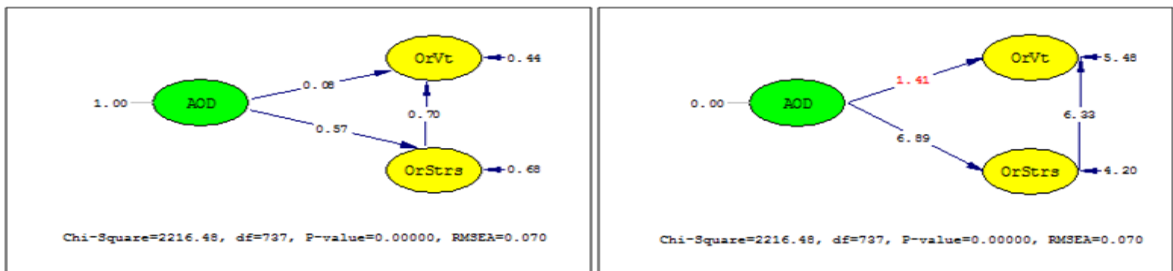 OrVt
0.44
0.08
1.00
AOD
0.70
0.57
OrStrs
0.68
Chi-Square=2216.48, df=737, P-value=0.00000, RMSEA=0.070
OrVt
5.48
1.41
0.00
AOD
6.33
6.89
OrStrs
4.20
Chi-Square=2216.48, df=737, P-value=0.00000, RMSEA=0.070